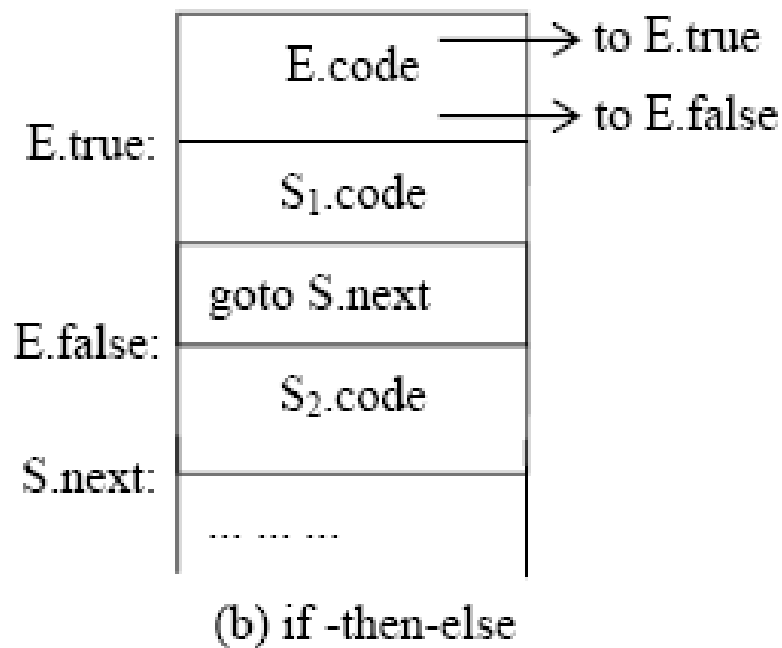 to E.true
E.code
to E.false
E.true:
S₁.code
goto S.next
E.false:
S₂.code
S.next:
... ... ...
(b) if -then-else